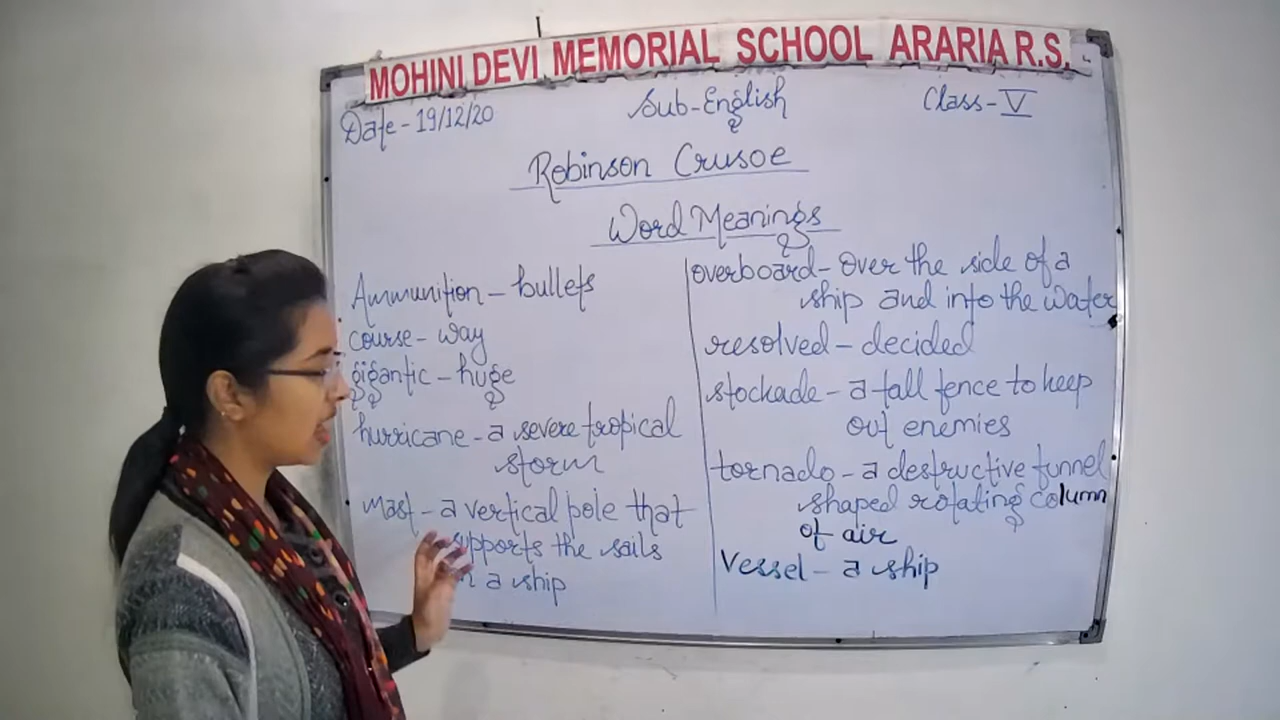 MOHINI DEVI MEMORIAL SCHOOL ARARIA R.S.
Date - 19/12/20
Sub-English
Class-V
Robinson Crusoe
Word Meanings
Ammunition - bullets
course - way
gigantic - huge
hurricane - a severe tropical
storm
mast - a vertical pole that
supports the sails
a ship
overboard - over the side of a
ship and into the water
resolved - decided
stockade - a tall fence to keep
out enemies
tornado - a destructive funnel
shaped rotating column
of air
Vessel - a ship